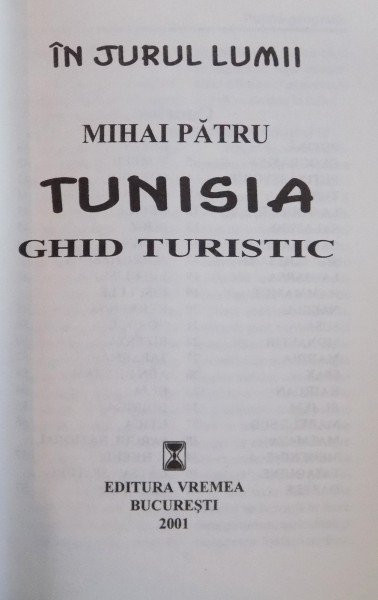 ÎN JURUL LUMII
MIHAI PĂTRU
TUNISIA
GHID TURISTIC
EDITURA VREMEA
BUCUREȘTI
2001